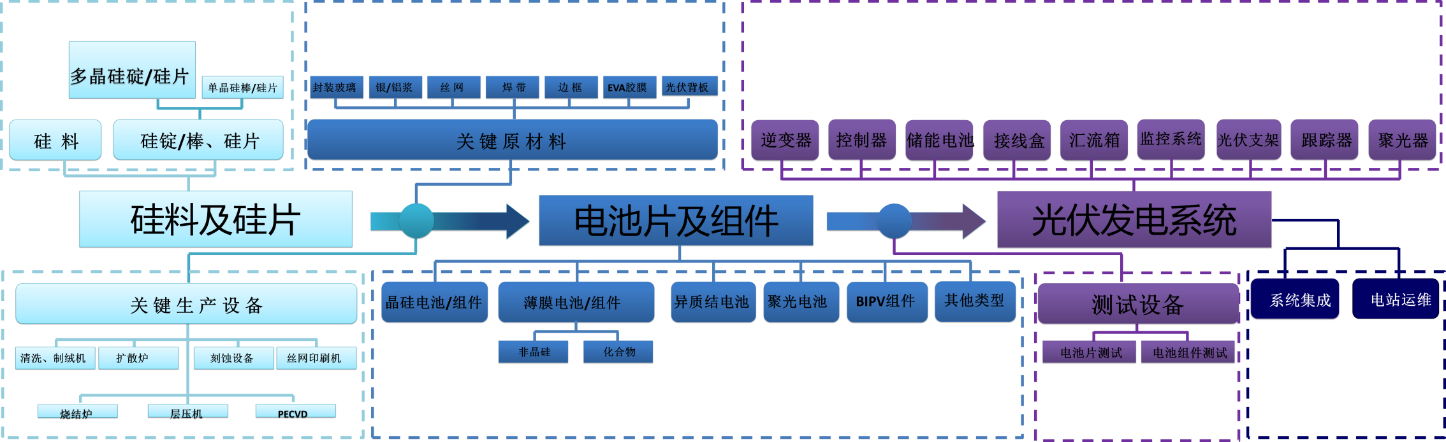 多晶硅碇/硅片
单晶硅棒/硅片
硅 料
硅锭/棒、硅片
硅料及硅片
关键生产设备
清洗、制绒机
扩散炉
刻蚀设备
丝网印刷机
烧结炉
层压机
PECVD
封装玻璃
银/铝浆
丝 网
焊 带
边 框
EVA胶膜
光伏背板
关键原材料
电池片及组件
晶硅电池/组件
薄膜电池/组件
异质结电池
聚光电池
BIPV组件
其他类型
非晶硅
化合物
逆变器
控制器
储能电池
接线盒
汇流箱
监控系统
光伏支架
跟踪器
聚光器
光伏发电系统
测试设备
电池片测试
电池组件测试
系统集成
电站运维